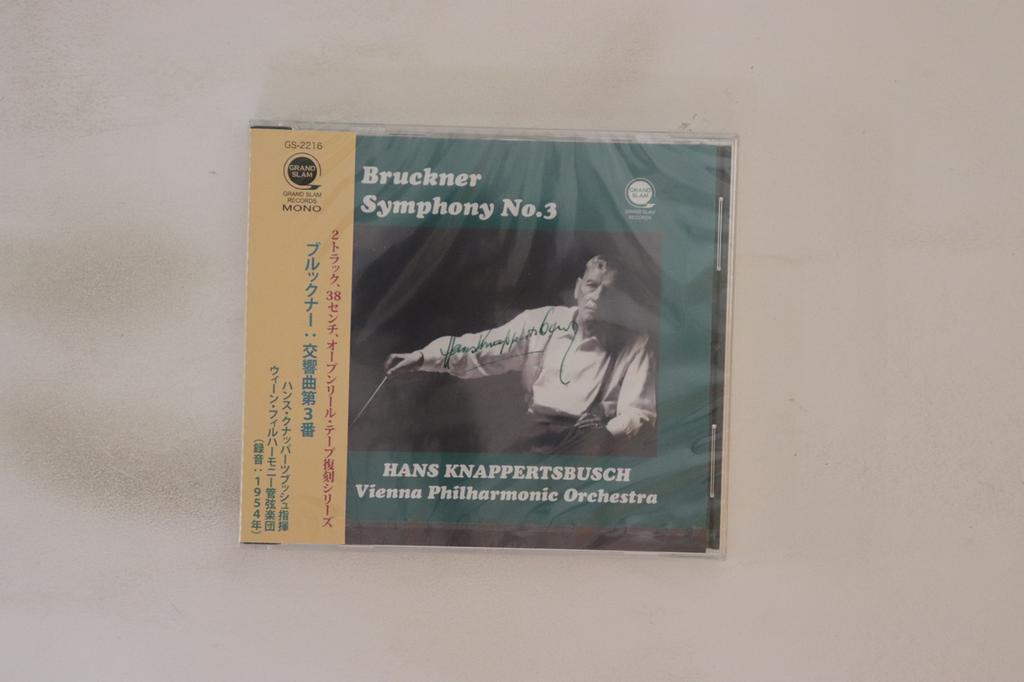 GS-2216
GRAND
SLAM
GRAND SLAM
RECORDS
MONO
2トラック、38センチ、オープンリール・テープ復刻シリーズ
ブルックナー：交響曲第3番
ハンス・クナッパーツブッシュ指揮
ウィーン・フィルハーモニー管弦楽団
（録音：1954年）
Bruckner
Symphony No.3
GRAND
SLAM
GRAND SLAM
RECORDS
Hans Knappertsbusch
HANS KNAPPERTSBUSCH
Vienna Philharmonic Orchestra